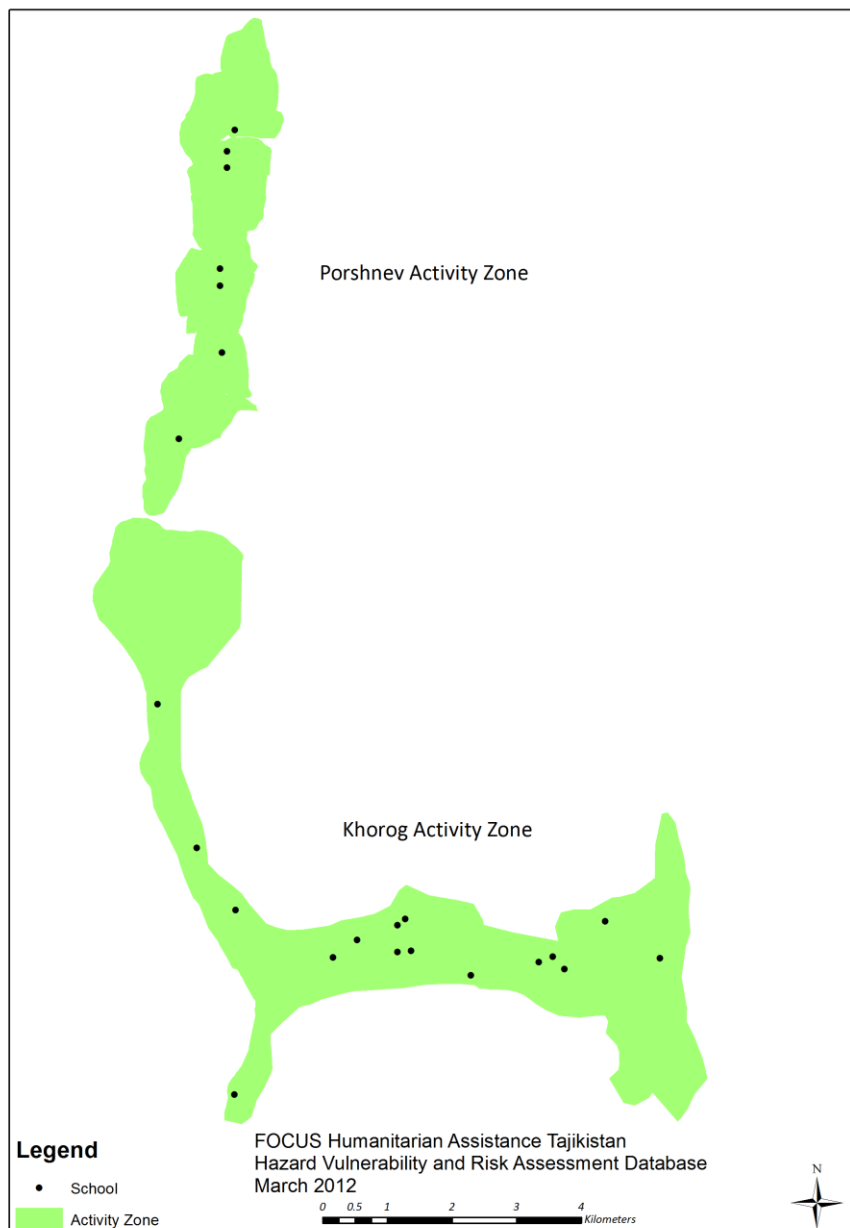 Porshnev Activity Zone
Khorog Activity Zone
Legend
School
Activity Zone
FOCUS Humanitarian Assistance Tajikistan
Hazard Vulnerability and Risk Assessment Database
March 2012
0 0.5 1 2 3 4
Kilometers
N